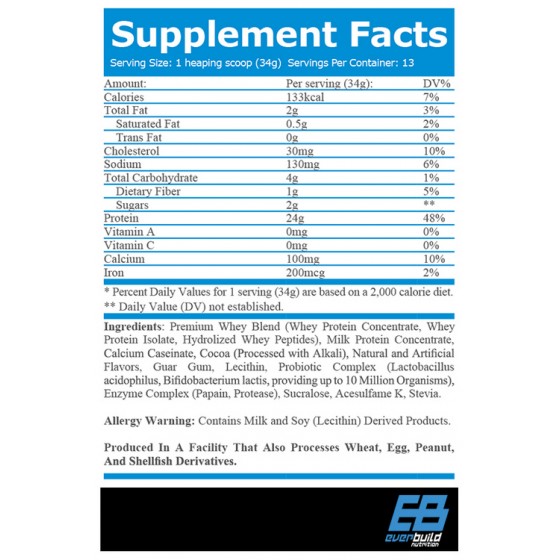 Supplement Facts
Serving Size: 1 heaping scoop (34g) Servings Per Container: 13
Amount: Per serving (34g): DV%
Calories 133kcal 7%
Total Fat 2g 3%
Saturated Fat 0.5g 2%
Trans Fat 0g 0%
Cholesterol 30mg 10%
Sodium 130mg 6%
Total Carbohydrate 4g 1%
Dietary Fiber 1g 5%
Sugars 2g **
Protein 24g 48%
Vitamin A 0mg 0%
Vitamin C 0mg 0%
Calcium 100mg 10%
Iron 200mcg 2%
* Percent Daily Values for 1 serving (34g) are based on a 2,000 calorie diet.
** Daily Value (DV) not established.
Ingredients: Premium Whey Blend (Whey Protein Concentrate, Whey
Protein Isolate, Hydrolized Whey Peptides), Milk Protein Concentrate,
Calcium Caseinate, Cocoa (Processed with Alkali), Natural and Artificial
Flavors, Guar Gum, Lecithin, Probiotic Complex (Lactobacillus
acidophilus, Bifidobacterium lactis, providing up to 10 Million Organisms),
Enzyme Complex (Papain, Protease), Sucralose, Acesulfame K, Stevia.
Allergy Warning: Contains Milk and Soy (Lecithin) Derived Products.
Produced In A Facility That Also Processes Wheat, Egg, Peanut,
And Shellfish Derivatives.
EB
everbuild
nutrition